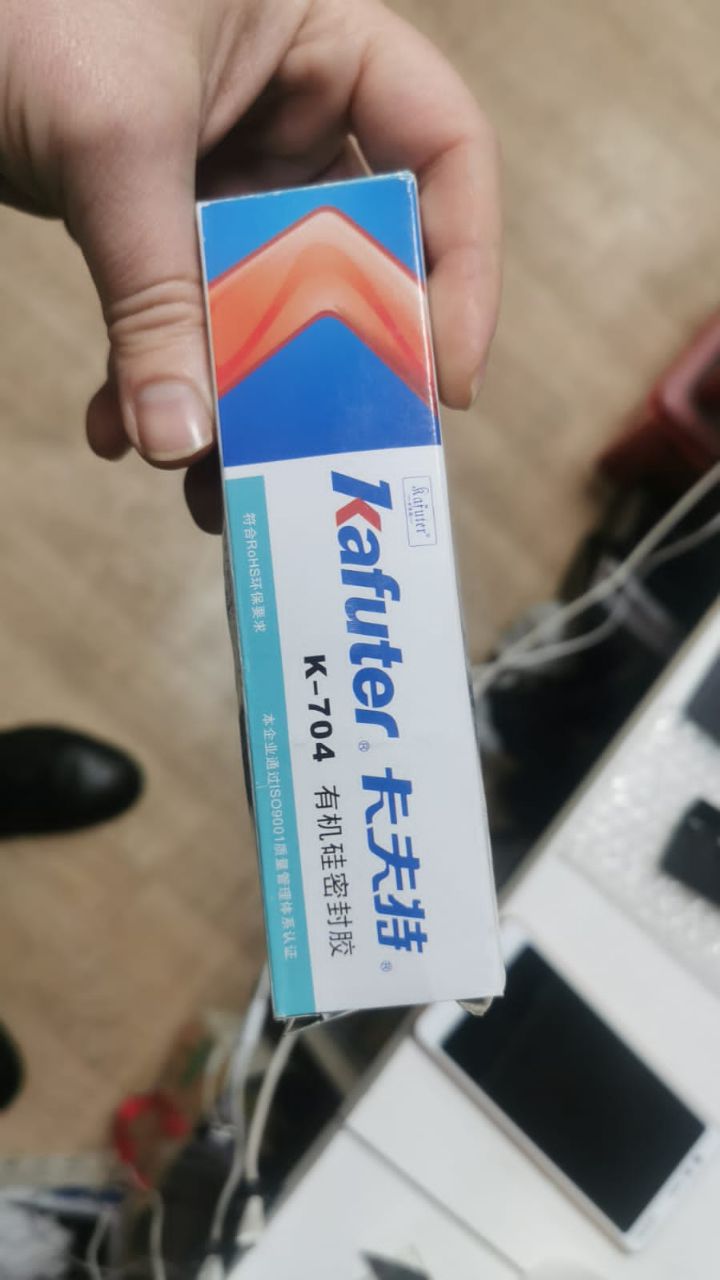 Kafuter®
Kafuter® 卡夫特®
K-704 有机硅密封胶
符合RoHS环保要求 本企业通过ISO9001质量管理体系认证